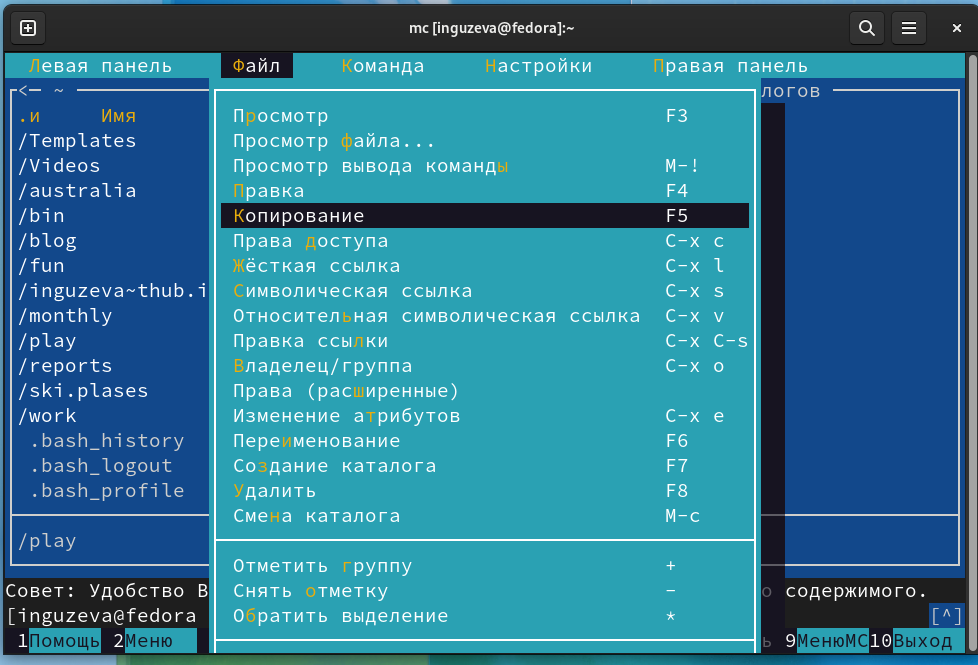 mc [inguzeva@fedora]:~
Левая панель Файл Команда Настройки Правая панель
<─ ~
логов
.и Имя
/Templates
/Videos
/australia
/bin
/blog
/fun
/inguzeva~thub.i
/monthly
/play
/reports
/ski.plases
/work
.bash_history
.bash_logout
.bash_profile
/play
Просмотр F3
Просмотр файла...
Просмотр вывода команды M-!
Правка F4
Копирование F5
Права доступа C-x c
Жёсткая ссылка C-x l
Символическая ссылка C-x s
Относительная символическая ссылка C-x v
Правка ссылки C-x C-s
Владелец/группа C-x o
Права (расширенные)
Изменение атрибутов C-x e
Переименование F6
Создание каталога F7
Удалить F8
Смена каталога M-c
Отметить группу +
Снять отметку -
Обратить выделение *
Совет: Удобство В
о содержимого.
[inguzeva@fedora
[^]
1Помощь 2Меню
ь 9МенюMC10Выход